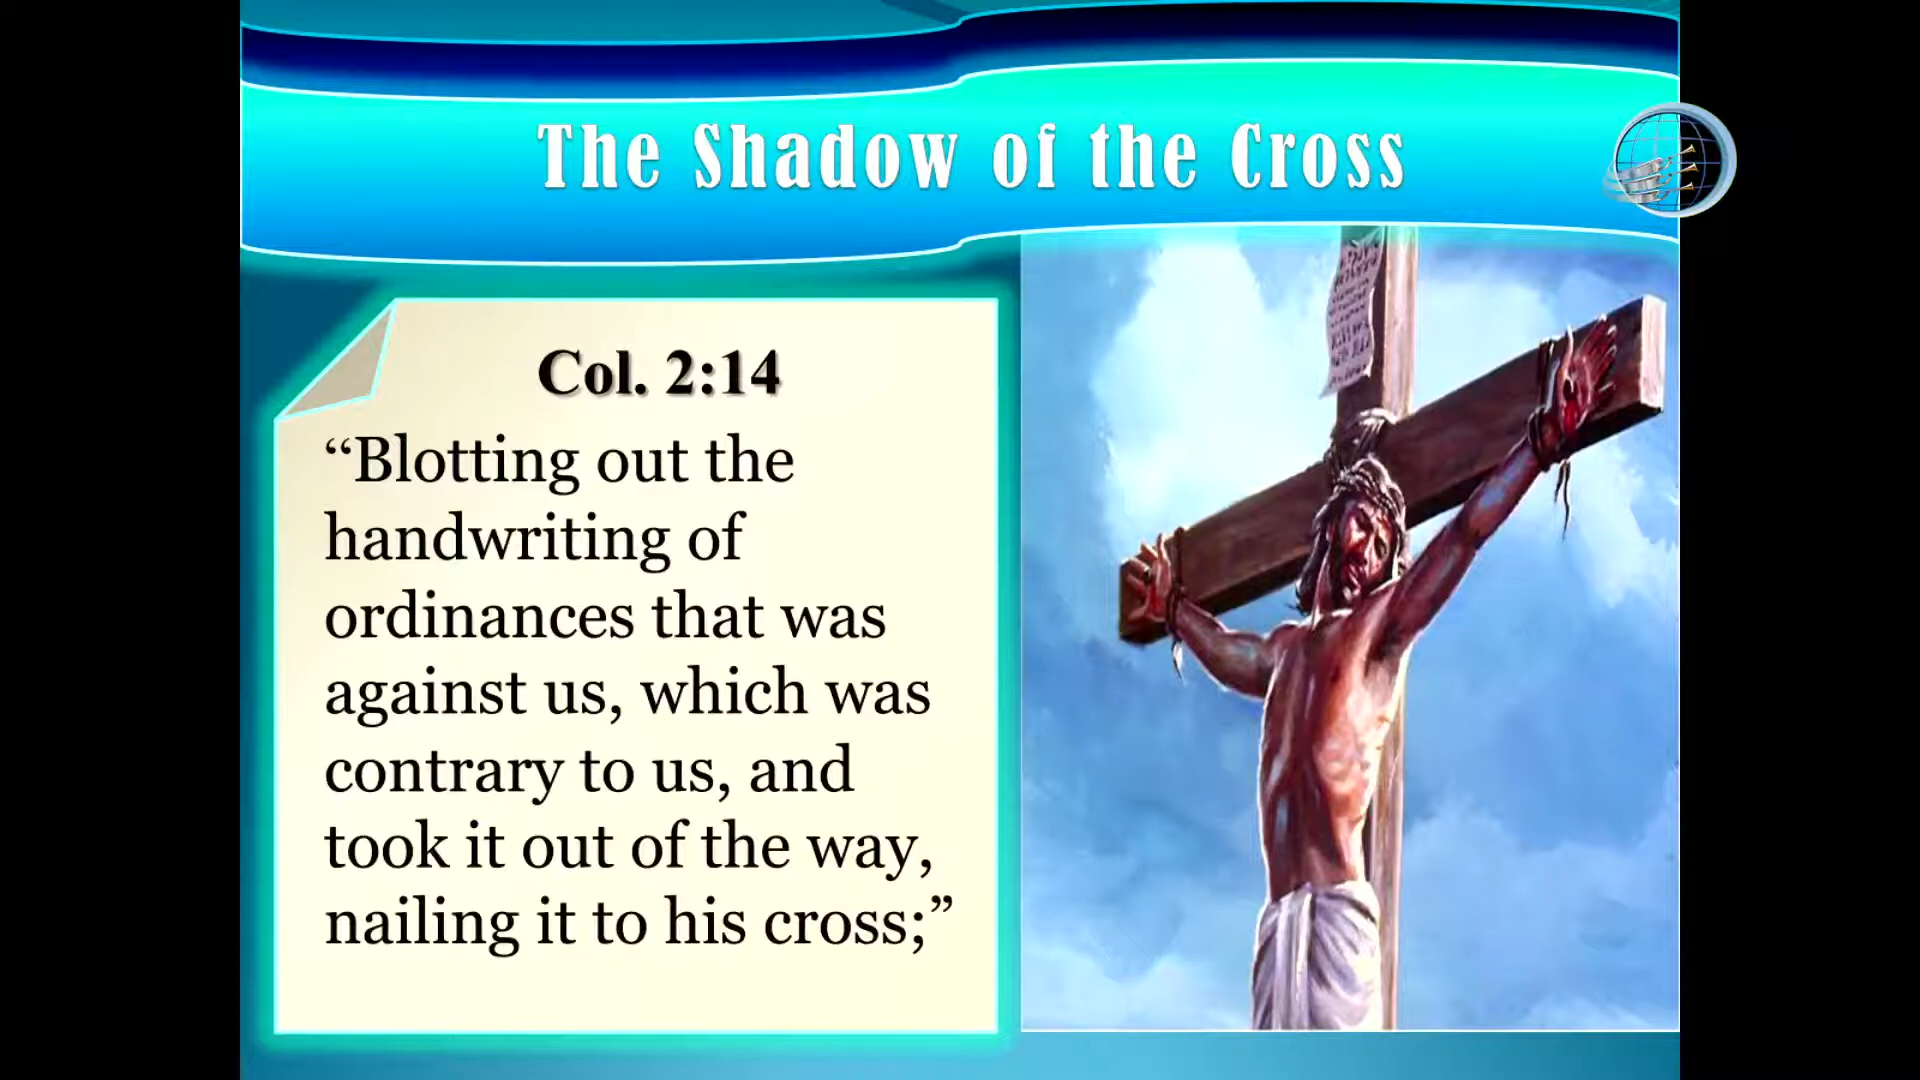 The Shadow of the Cross
Col. 2:14
“Blotting out the
handwriting of
ordinances that was
against us, which was
contrary to us, and
took it out of the way,
nailing it to his cross;”